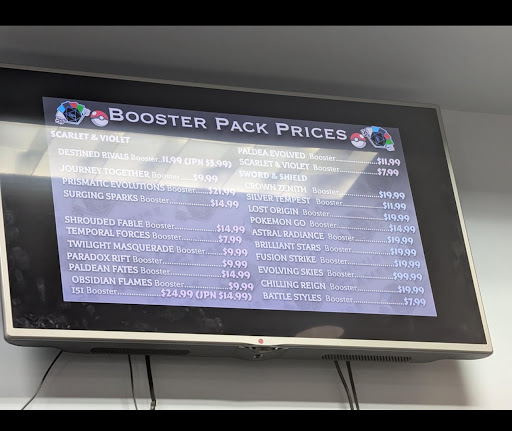 BOOSTER PACK PRICES
SCARLET & VIOLET
DESTINED RIVALS Booster...11.99 (JPN $5.99)
JOURNEY TOGETHER Booster........$9.99
PRISMATIC EVOLUTIONS Booster........$21.99
SURGING SPARKS Booster..............$14.99
SHROUDED FABLE Booster..............$14.99
TEMPORAL FORCES Booster............$7.99
TWILIGHT MASQUERADE Booster......$9.99
PARADOX RIFT Booster..................$9.99
PALDEAN FATES Booster................$14.99
OBSIDIAN FLAMES Booster.............$9.99
151 Booster...............$24.99 (JPN $14.99)
PALDEA EVOLVED Booster..............$11.99
SCARLET & VIOLET Booster............$7.99
SWORD & SHIELD
CROWN ZENITH Booster.................$19.99
SILVER TEMPEST Booster...............$11.99
LOST ORIGIN Booster...................$19.99
POKEMON GO Booster...................$14.99
ASTRAL RADIANCE Booster............$19.99
BRILLIANT STARS Booster.............$19.99
FUSION STRIKE Booster................$19.99
EVOLVING SKIES Booster...............$99.99
CHILLING REIGN Booster...............$19.99
BATTLE STYLES Booster................$7.99
LG